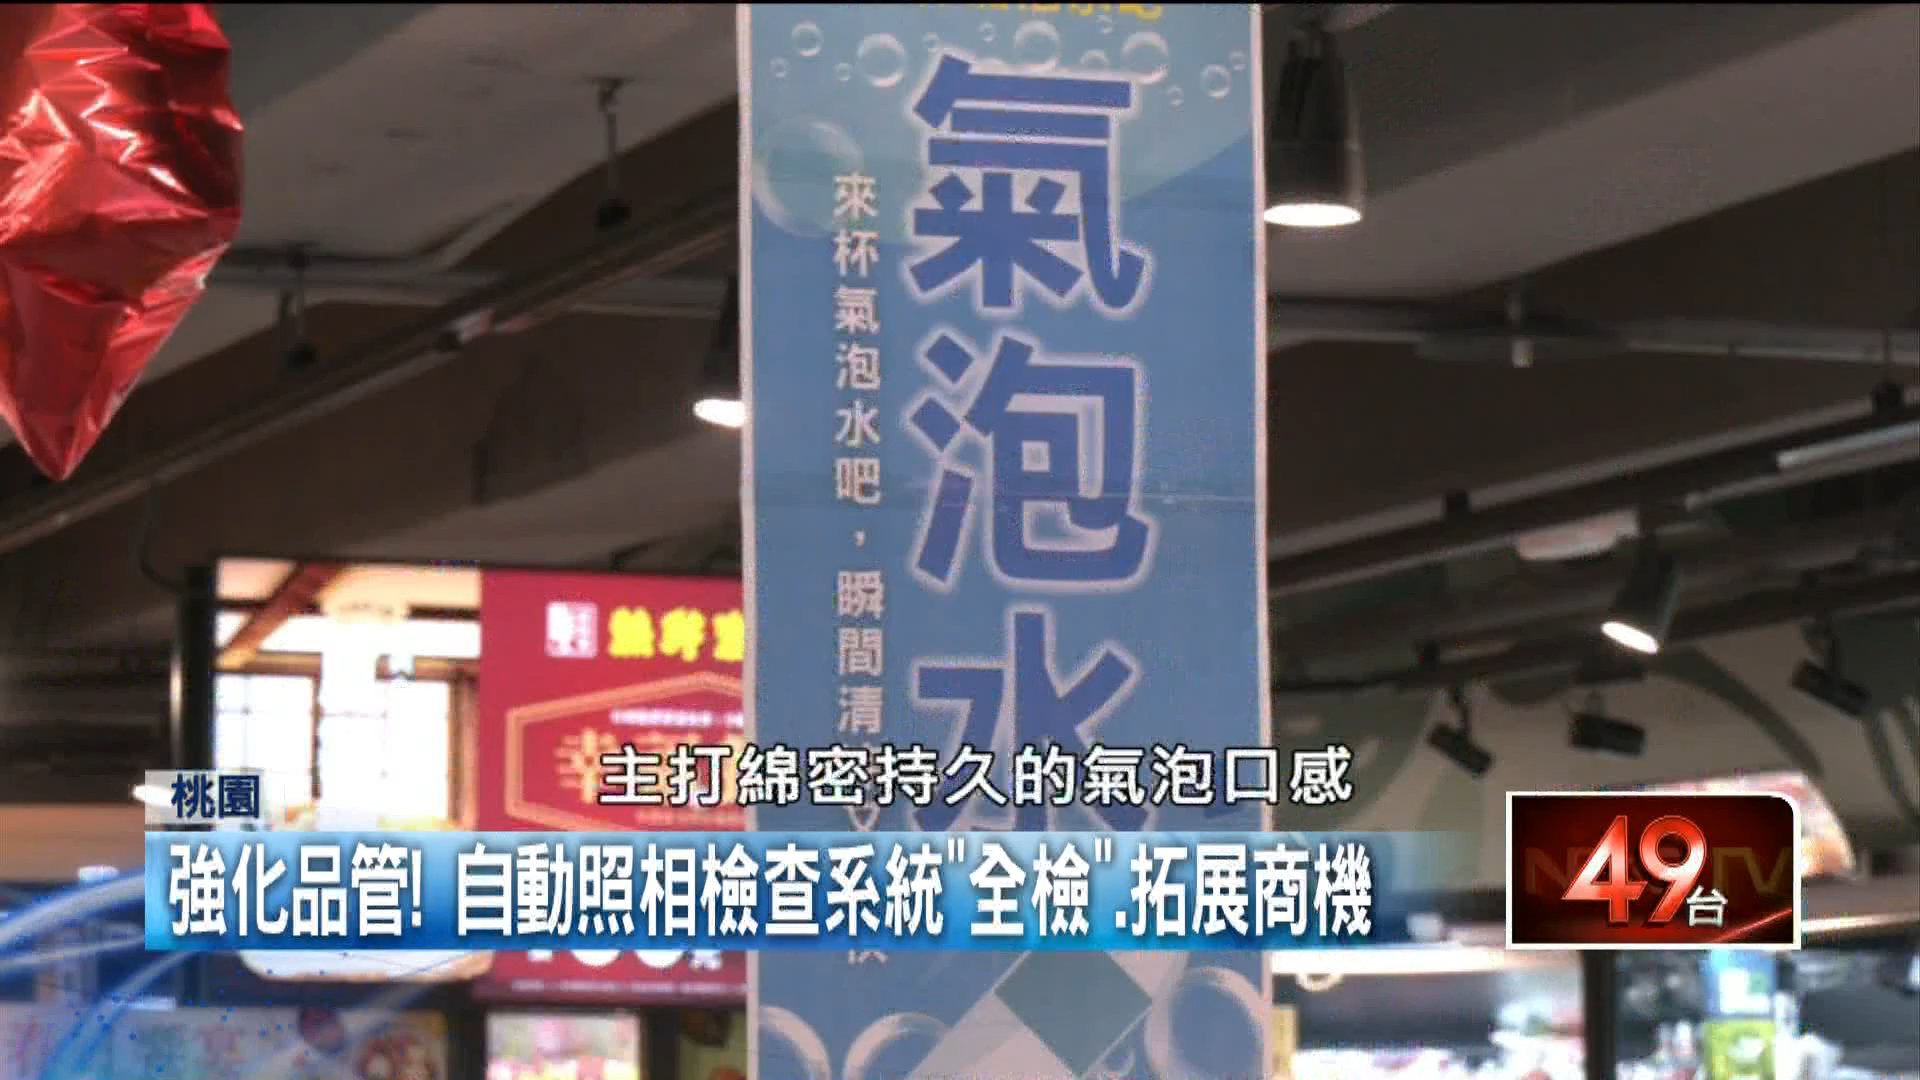 氣泡水
來杯氣泡水吧，瞬間清
主打綿密持久的氣泡口感
桃園
強化品管! 自動照相檢查系統"全檢".拓展商機
49台